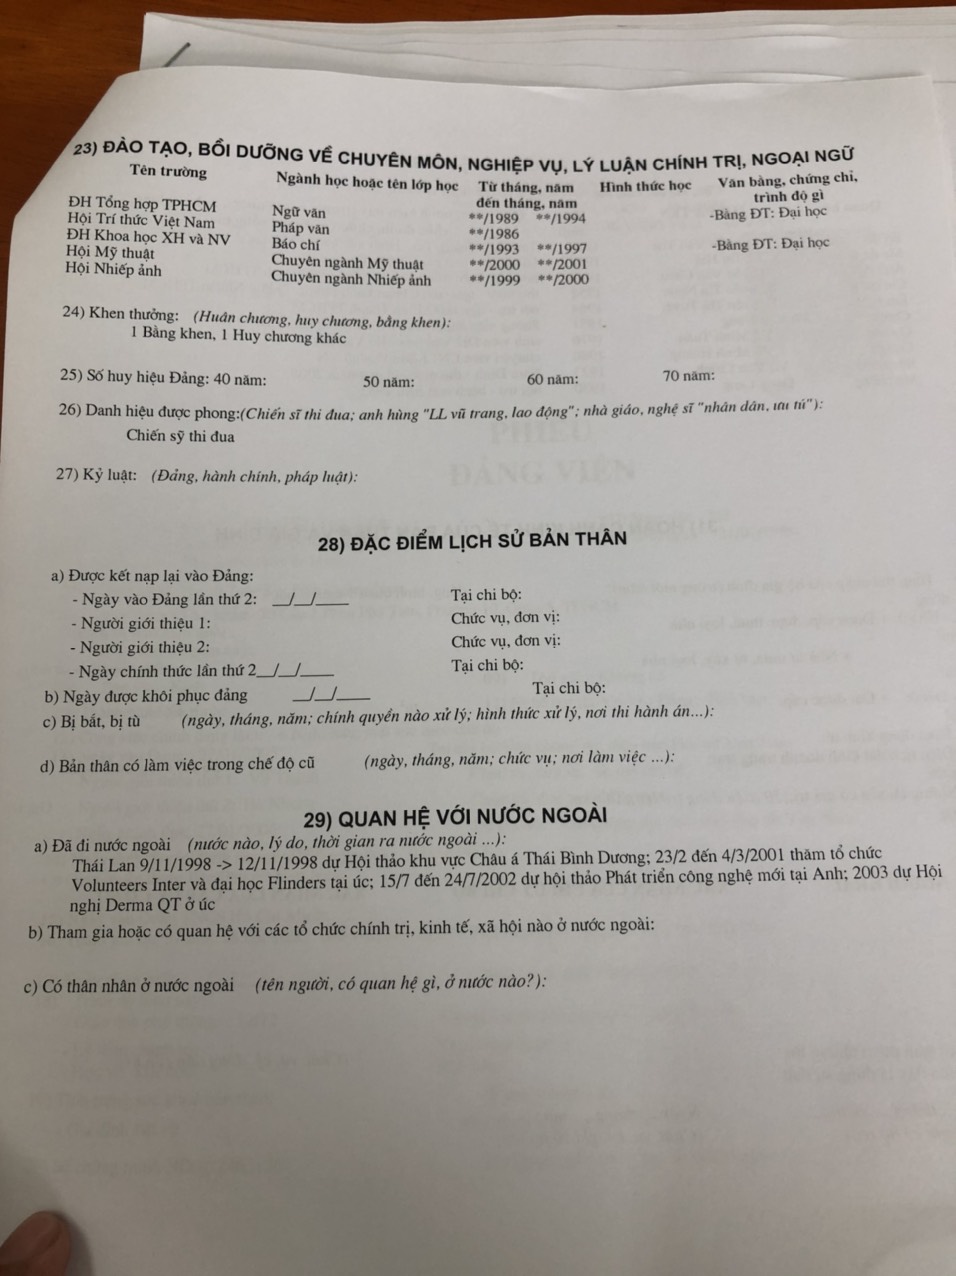 23) ĐÀO TẠO, BỒI DƯỠNG VỀ CHUYÊN MÔN, NGHIỆP VỤ, LÝ LUẬN CHÍNH TRỊ, NGOẠI NGỮ
Tên trường Ngành học hoặc tên lớp học Từ tháng, năm đến tháng, năm Hình thức học Văn bằng, chứng chỉ, trình độ gì
ĐH Tổng hợp TPHCM Ngữ văn **/1989 **/1994 -Bằng ĐT: Đại học
Hội Trí thức Việt Nam Pháp văn **/1986
ĐH Khoa học XH và NV Báo chí **/1993 **/1997 -Bằng ĐT: Đại học
Hội Mỹ thuật Chuyên ngành Mỹ thuật **/2000 **/2001
Hội Nhiếp ảnh Chuyên ngành Nhiếp ảnh **/1999 **/2000
24) Khen thưởng: (Huân chương, huy chương, bằng khen):
1 Bằng khen, 1 Huy chương khác
25) Số huy hiệu Đảng: 40 năm: 50 năm: 60 năm: 70 năm:
26) Danh hiệu được phong:(Chiến sĩ thi đua; anh hùng "LL vũ trang, lao động"; nhà giáo, nghệ sĩ "nhân dân, ưu tú"):
Chiến sỹ thi đua
PHIẾU
ĐẢNG VIÊN
27) Kỷ luật: (Đảng, hành chính, pháp luật):
28) ĐẶC ĐIỂM LỊCH SỬ BẢN THÂN
a) Được kết nạp lại vào Đảng:
- Ngày vào Đảng lần thứ 2: __/__/____ Tại chi bộ:
- Người giới thiệu 1: Chức vụ, đơn vị:
- Người giới thiệu 2: Chức vụ, đơn vị:
- Ngày chính thức lần thứ 2__/__/____ Tại chi bộ:
b) Ngày được khôi phục đảng __/__/____ Tại chi bộ:
c) Bị bắt, bị tù (ngày, tháng, năm; chính quyền nào xử lý; hình thức xử lý, nơi thi hành án...):
d) Bản thân có làm việc trong chế độ cũ (ngày, tháng, năm; chức vụ; nơi làm việc ...):
29) QUAN HỆ VỚI NƯỚC NGOÀI
a) Đã đi nước ngoài (nước nào, lý do, thời gian ra nước ngoài ...):
Thái Lan 9/11/1998 -> 12/11/1998 dự Hội thảo khu vực Châu á Thái Bình Dương; 23/2 đến 4/3/2001 thăm tổ chức
Volunteers Inter và đại học Flinders tại úc; 15/7 đến 24/7/2002 dự hội thảo Phát triển công nghệ mới tại Anh; 2003 dự Hội
nghị Derma QT ở úc
b) Tham gia hoặc có quan hệ với các tổ chức chính trị, kinh tế, xã hội nào ở nước ngoài:
c) Có thân nhân ở nước ngoài (tên người, có quan hệ gì, ở nước nào?):